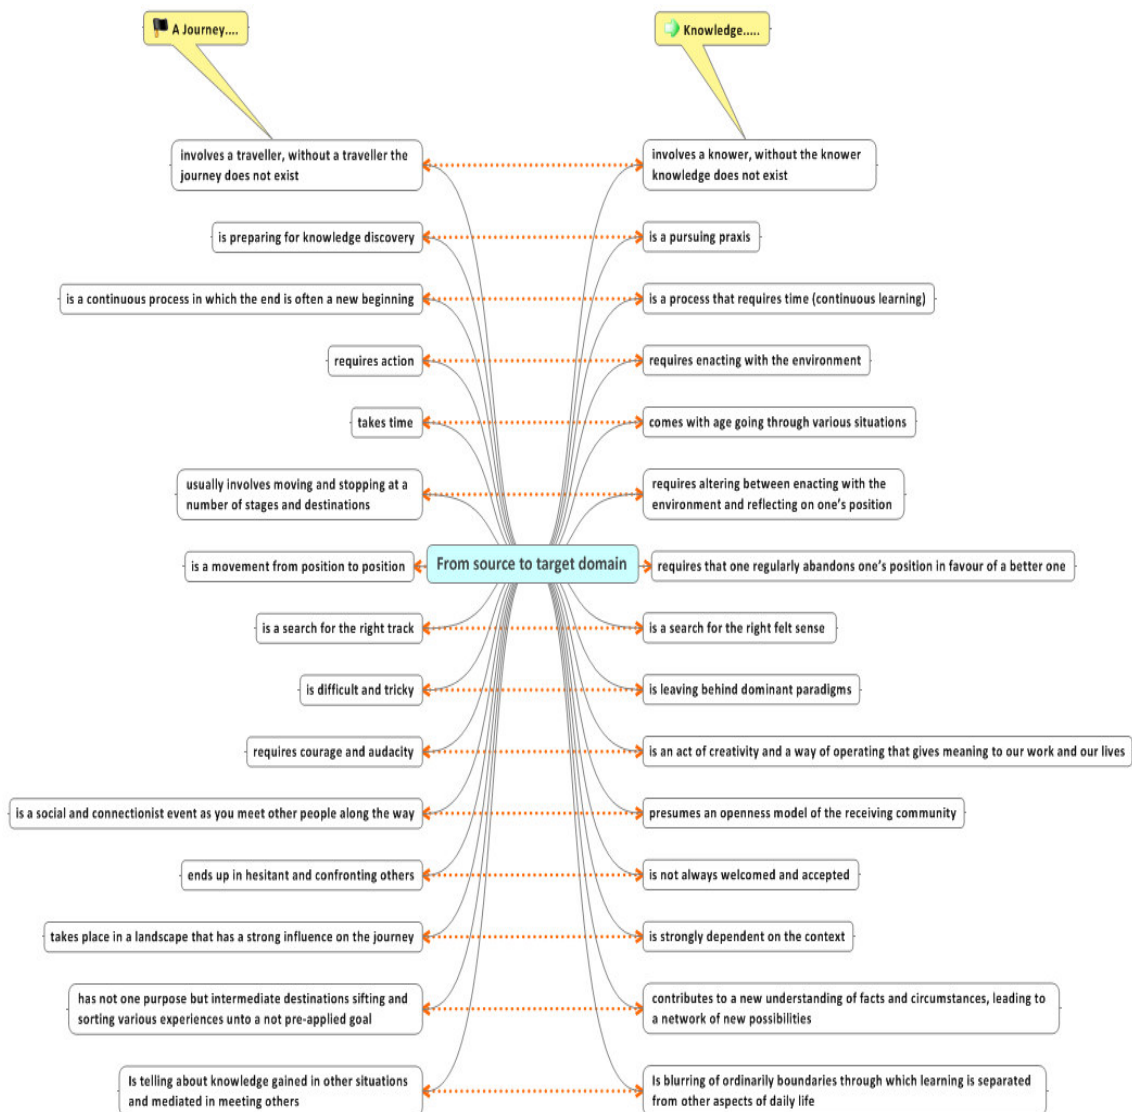 A Journey....
Knowledge.....
involves a traveller, without a traveller the
journey does not exist
involves a knower, without the knower
knowledge does not exist
is preparing for knowledge discovery
is a pursuing praxis
is a continuous process in which the end is often a new beginning
is a process that requires time (continuous learning)
requires action
requires enacting with the environment
takes time
comes with age going through various situations
usually involves moving and stopping at a
number of stages and destinations
requires altering between enacting with the
environment and reflecting on one's position
is a movement from position to position
From source to target domain
requires that one regularly abandons one's position in favour of a better one
is a search for the right track
is a search for the right felt sense
is difficult and tricky
is leaving behind dominant paradigms
requires courage and audacity
is an act of creativity and a way of operating that gives meaning to our work and our lives
is a social and connectionist event as you meet other people along the way
presumes an openness model of the receiving community
ends up in hesitant and confronting others
is not always welcomed and accepted
takes place in a landscape that has a strong influence on the journey
is strongly dependent on the context
has not one purpose but intermediate destinations sifting and
sorting various experiences unto a not pre-applied goal
contributes to a new understanding of facts and circumstances, leading to
a network of new possibilities
Is telling about knowledge gained in other situations
and mediated in meeting others
Is blurring of ordinarily boundaries through which learning is separated
from other aspects of daily life